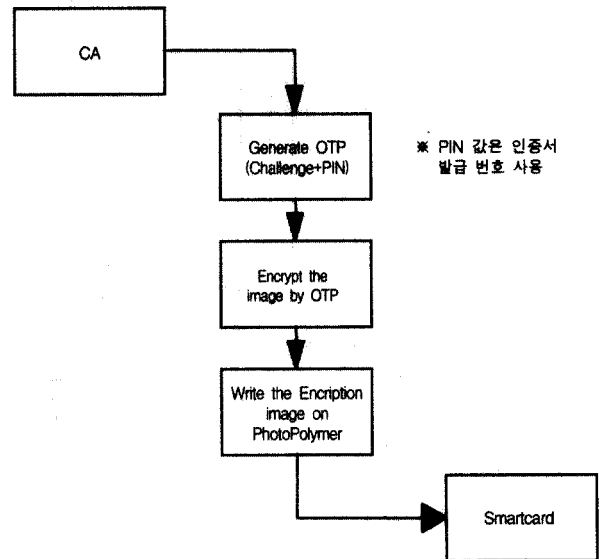 CA
Generate OTP
(Challenge+PIN)
※ PIN 값은 인증서
발급 번호 사용
Encrypt the
image by OTP
Write the Encription
image on
PhotoPolymer
Smartcard